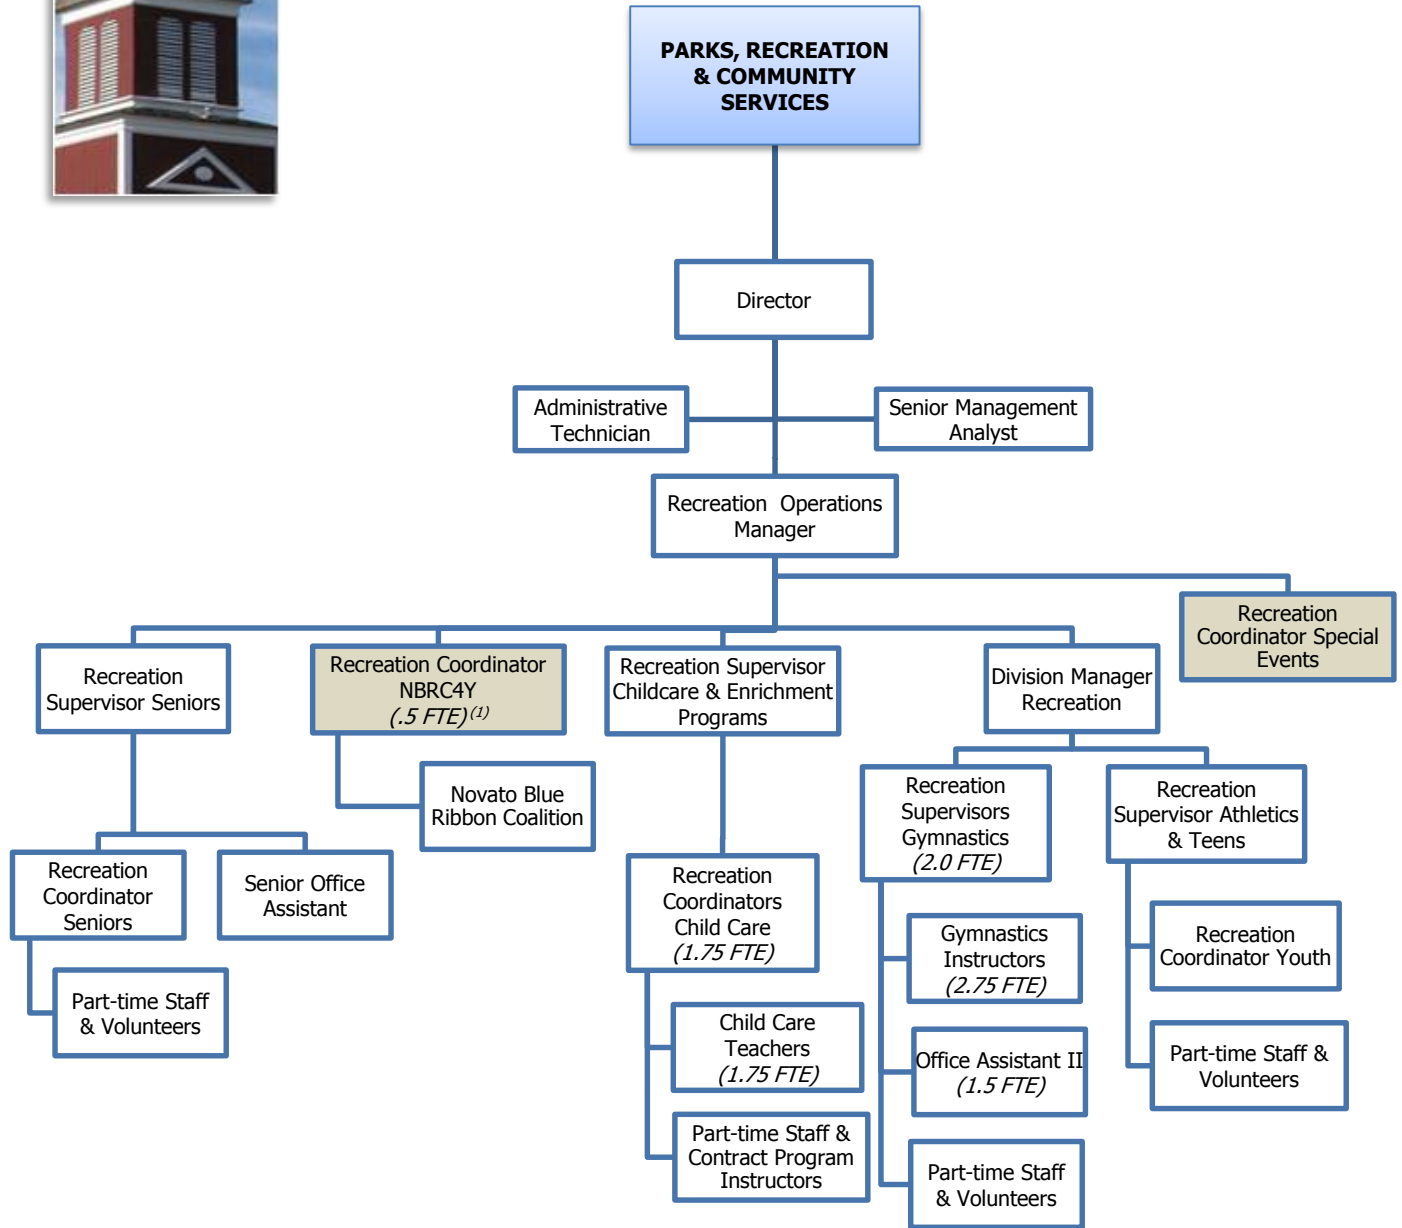 PARKS, RECREATION
& COMMUNITY
SERVICES
Director
Administrative
Technician
Senior Management
Analyst
Recreation  Operations
Manager
Recreation
Coordinator Special
Events
Recreation
Supervisor Seniors
Recreation Coordinator
NBRC4Y
(.5 FTE)(1)
Recreation Supervisor
Childcare & Enrichment
Programs
Division Manager
Recreation
Novato Blue
Ribbon Coalition
Recreation
Supervisors
Gymnastics
(2.0 FTE)
Recreation
Supervisor Athletics
& Teens
Recreation
Coordinator
Seniors
Senior Office
Assistant
Recreation
Coordinators
Child Care
(1.75 FTE)
Gymnastics
Instructors
(2.75 FTE)
Recreation
Coordinator Youth
Part-time Staff
& Volunteers
Child Care
Teachers
(1.75 FTE)
Office Assistant II
(1.5 FTE)
Part-time Staff &
Volunteers
Part-time Staff &
Contract Program
Instructors
Part-time Staff
& Volunteers